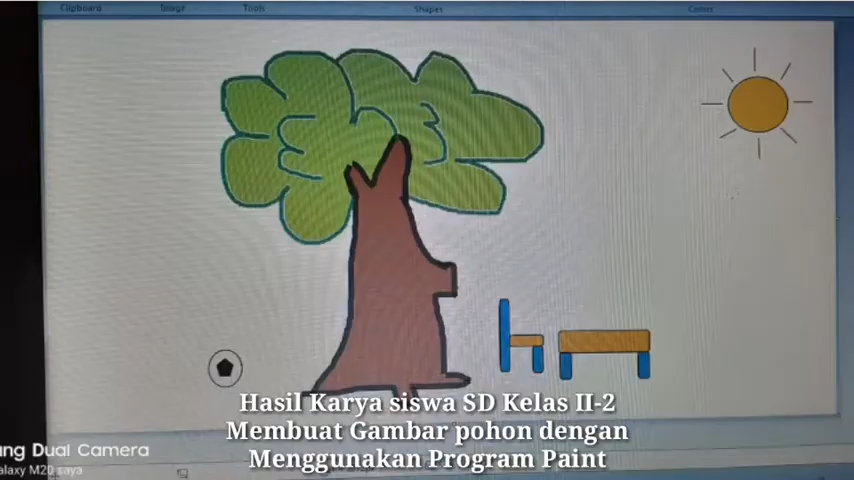 Clipboard Image Tools Shapes Colors
Hasil Karya siswa SD Kelas II-2
Membuat Gambar pohon dengan
Menggunakan Program Paint
ng Dual Camera
alaxy M20 saya